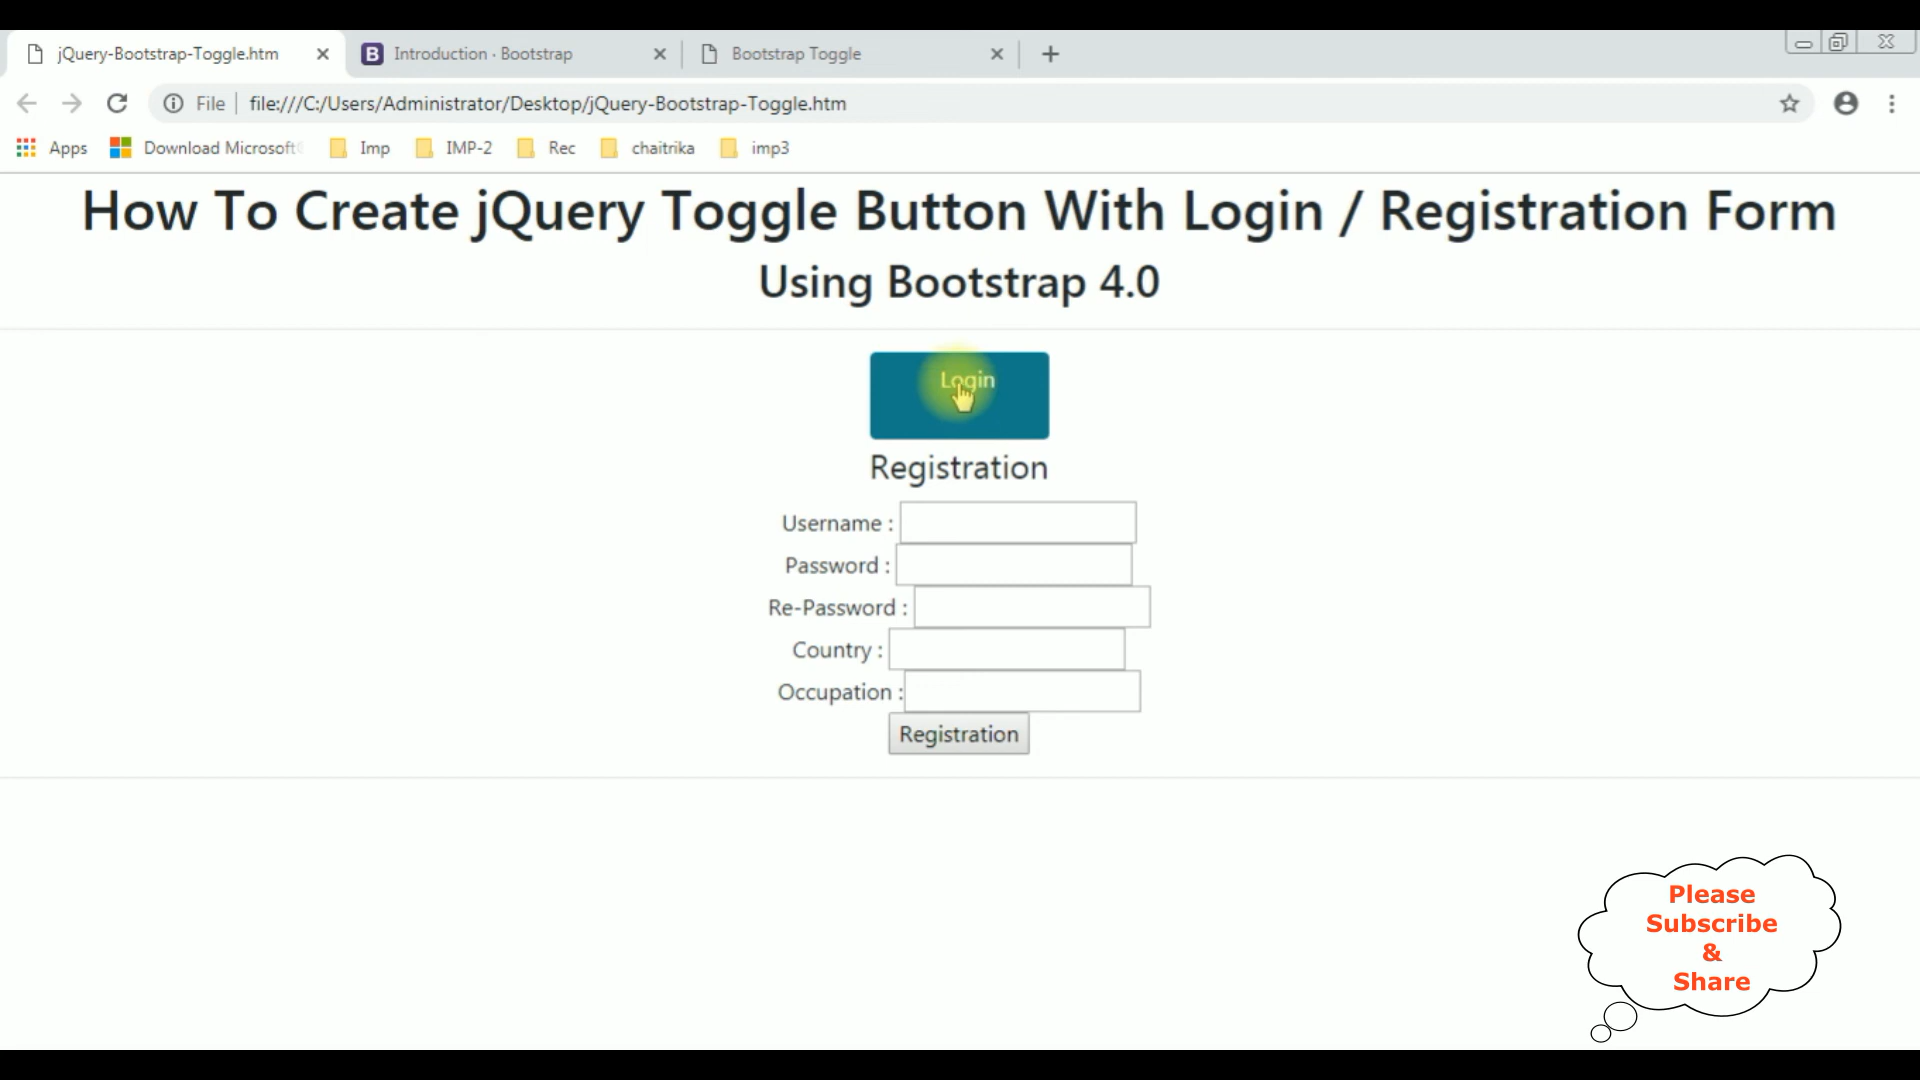 jQuery-Bootstrap-Toggle.htm
Introduction · Bootstrap
Bootstrap Toggle
File
file:///C:/Users/Administrator/Desktop/jQuery-Bootstrap-Toggle.htm
Apps
Download Microsoft
Imp
IMP-2
Rec
chaitrika
imp3
How To Create jQuery Toggle Button With Login / Registration Form
Using Bootstrap 4.0
Login
Registration
Username :
Password :
Re-Password :
Country :
Occupation :
Registration
Please
Subscribe
&
Share